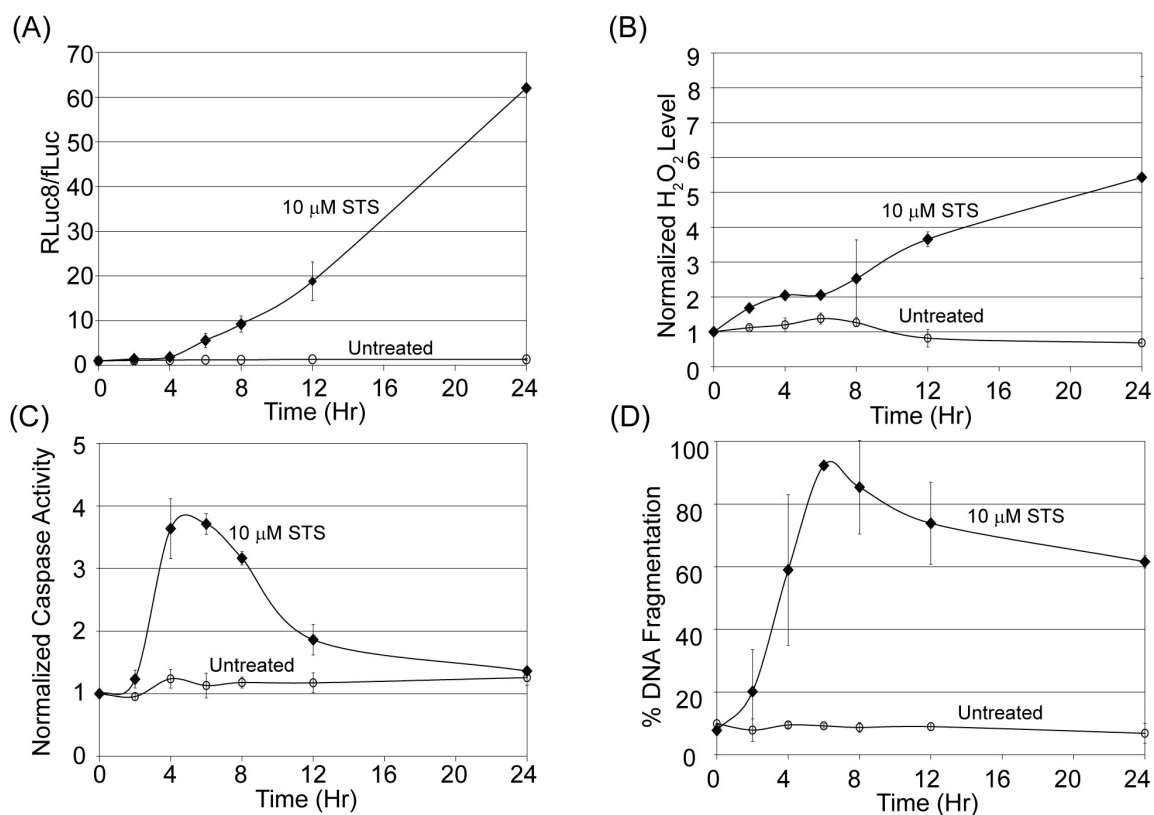 (A)
RLuc8/fLuc
70
60
50
40
30
20
10
0
10 μM STS
Untreated
0 4 8 12 16 20 24
Time (Hr)
(B)
Normalized H₂O₂ Level
9
8
7
6
5
4
3
2
1
0
10 μM STS
Untreated
0 4 8 12 16 20 24
Time (Hr)
(C)
Normalized Caspase Activity
5
4
3
2
1
0
10 μM STS
Untreated
0 4 8 12 16 20 24
Time (Hr)
(D)
% DNA Fragmentation
100
80
60
40
20
0
10 μM STS
Untreated
0 4 8 12 16 20 24
Time (Hr)